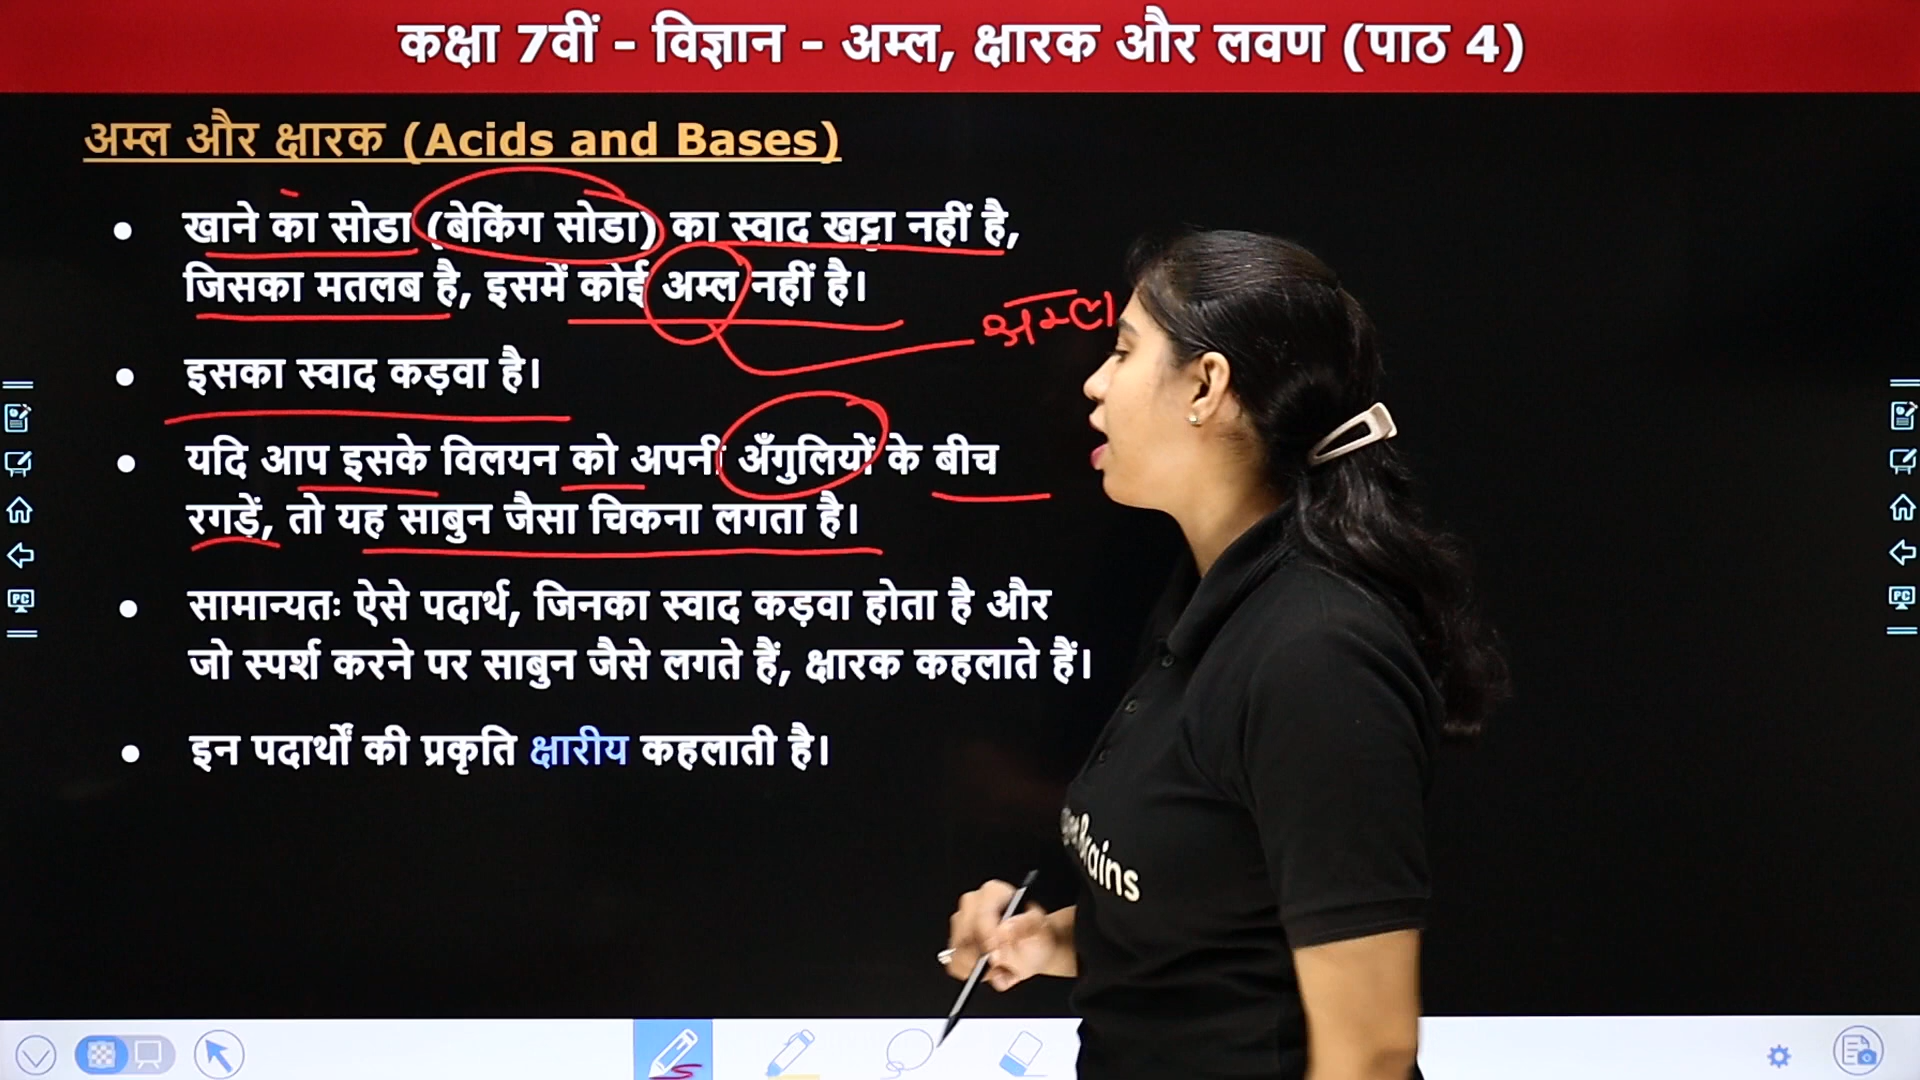 कक्षा 7वीं - विज्ञान - अम्ल, क्षारक और लवण (पाठ 4)
अम्ल और क्षारक (Acids and Bases)
• खाने का सोडा (बेकिंग सोडा) का स्वाद खट्टा नहीं है,
जिसका मतलब है, इसमें कोई अम्ल नहीं है।
अम्ल
• इसका स्वाद कड़वा है।
• यदि आप इसके विलयन को अपनी अँगुलियों के बीच
रगड़ें, तो यह साबुन जैसा चिकना लगता है।
• सामान्यतः ऐसे पदार्थ, जिनका स्वाद कड़वा होता है और
जो स्पर्श करने पर साबुन जैसे लगते हैं, क्षारक कहलाते हैं।
• इन पदार्थों की प्रकृति क्षारीय कहलाती है।
PC
PC